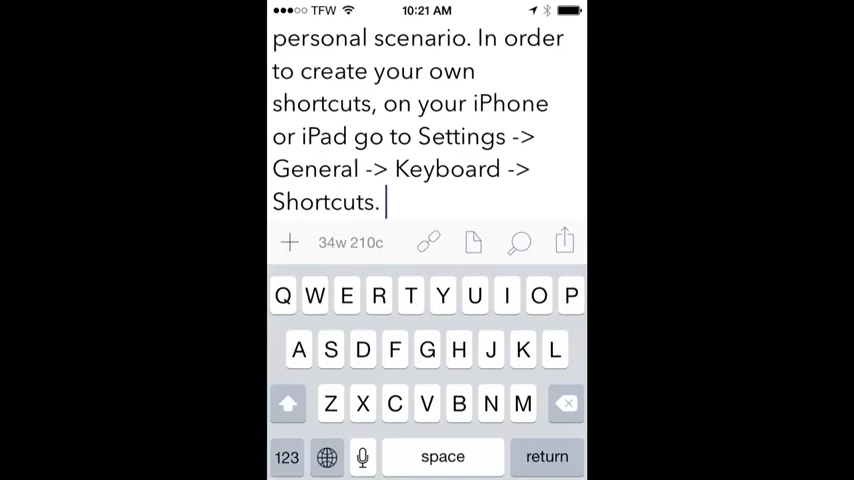 TFW 10:21 AM
personal scenario. In order
to create your own
shortcuts, on your iPhone
or iPad go to Settings ->
General -> Keyboard ->
Shortcuts.
34w 210c
Q W E R T Y U I O P
A S D F G H J K L
Z X C V B N M
123 space return